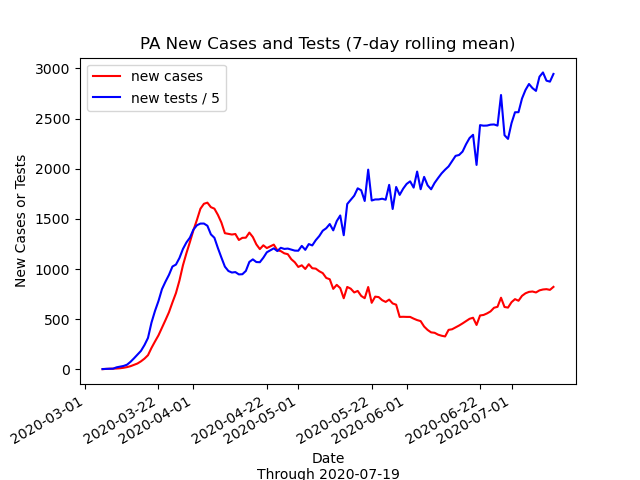 PA New Cases and Tests (7-day rolling mean)
new cases
new tests / 5
New Cases or Tests
3000
2500
2000
1500
1000
500
0
2020-03-01
2020-03-22
2020-04-01
2020-04-22
2020-05-01
2020-05-22
2020-06-01
2020-06-22
2020-07-01
Date
Through 2020-07-19